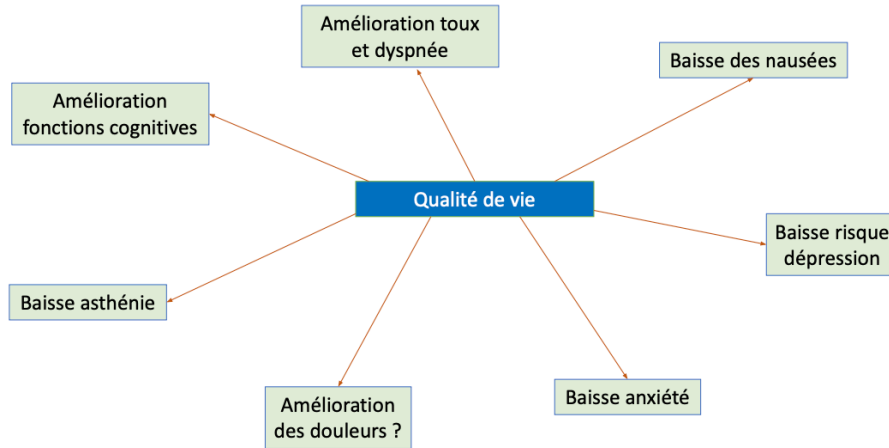 Amélioration toux
et dyspnée
Baisse des nausées
Amélioration
fonctions cognitives
Qualité de vie
Baisse risque
dépression
Baisse asthénie
Amélioration
des douleurs ?
Baisse anxiété